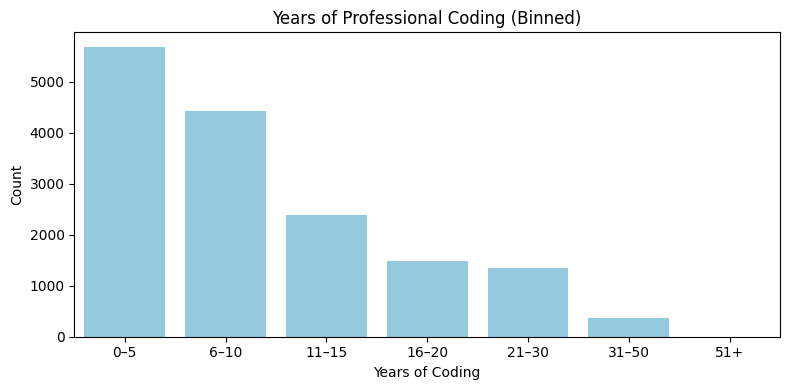 Years of Professional Coding (Binned)
5000
4000
3000
2000
1000
0
Count
0–5 6–10 11–15 16–20 21–30 31–50 51+
Years of Coding